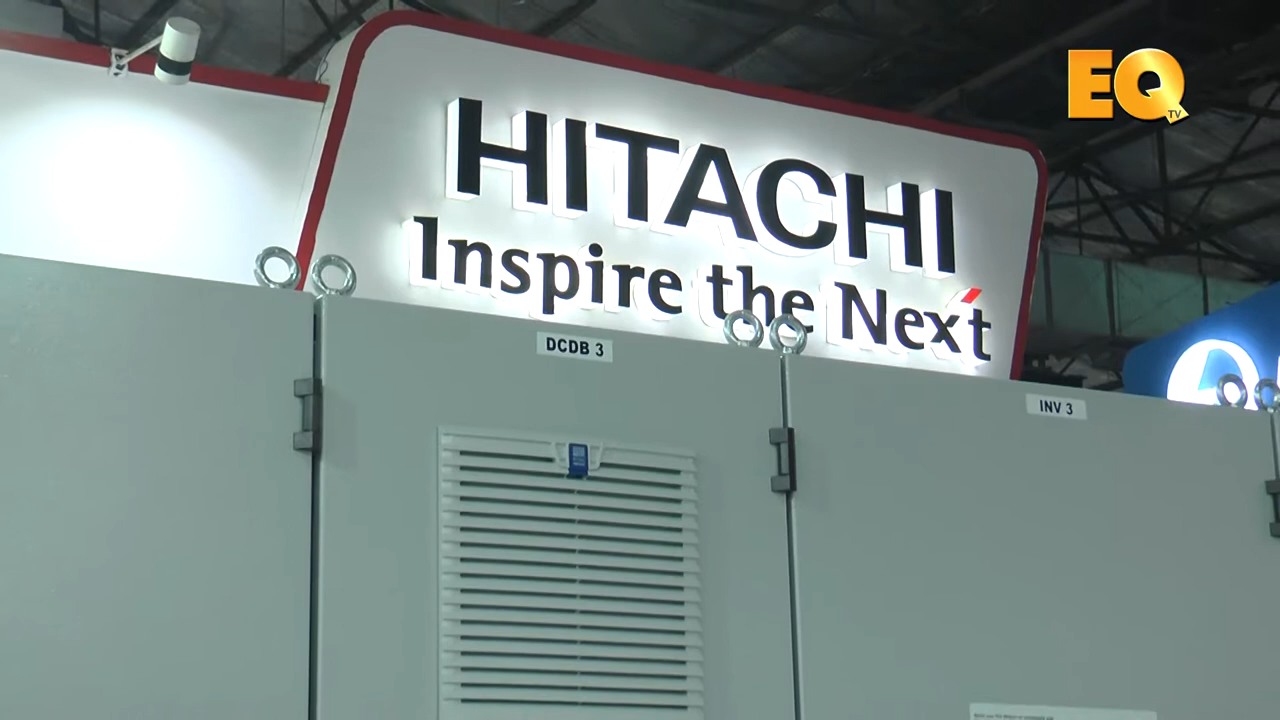 EQ
TV
HITACHI
Inspire the Next
DCDB 3
INV 3